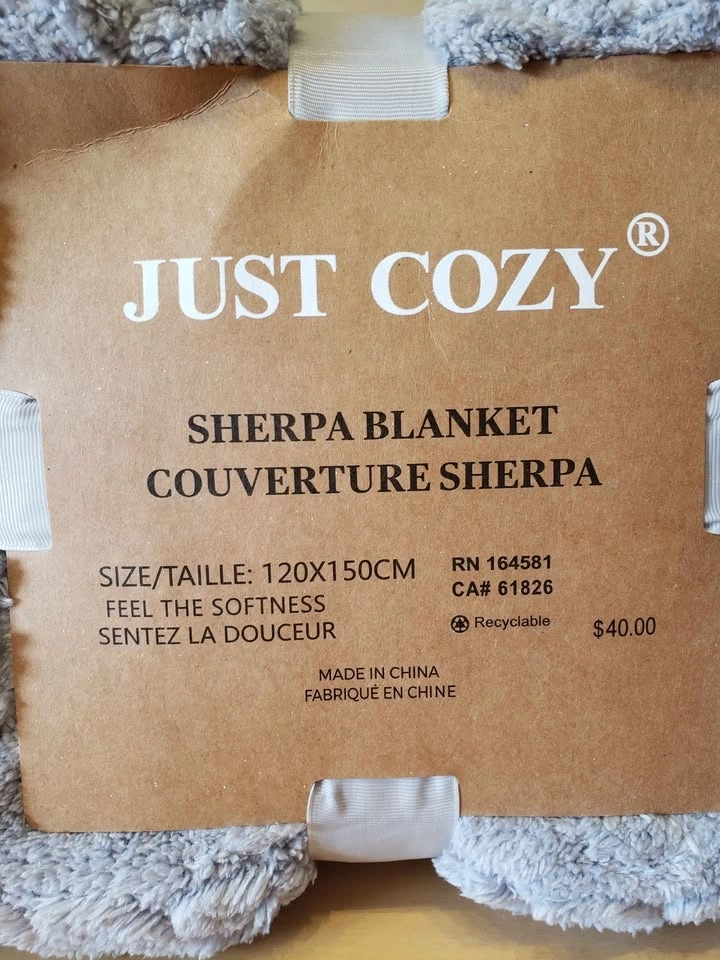 JUST COZY®
SHERPA BLANKET
COUVERTURE SHERPA
SIZE/TAILLE: 120X150CM
FEEL THE SOFTNESS
SENTEZ LA DOUCEUR
RN 164581
CA# 61826
Recyclable
$40.00
MADE IN CHINA
FABRIQUÉ EN CHINE